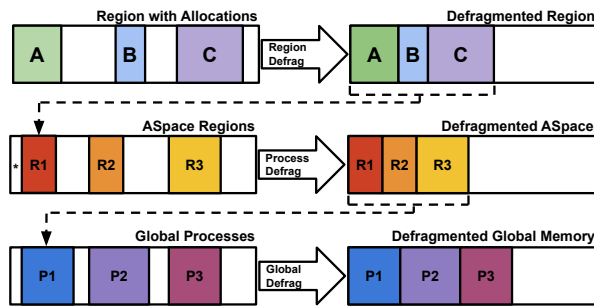 Region with Allocations
Defragmented Region
A
B
C
Region
Defrag
A
B
C
ASpace Regions
Defragmented ASpace
*
R1
R2
R3
Process
Defrag
R1
R2
R3
Global Processes
Defragmented Global Memory
P1
P2
P3
Global
Defrag
P1
P2
P3